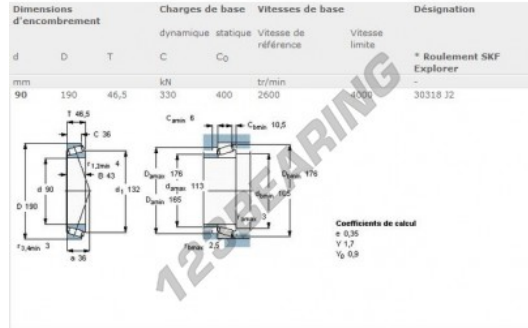 Dimensions d'encombrement
Charges de base
Vitesses de base
Désignation
dynamique
statique
Vitesse de référence
Vitesse limite
d
D
T
C
C0
* Roulement SKF Explorer
mm
kN
tr/min
-
90
190
46,5
330
400
2600
4000
30318 J2
T 46,5
C 36
r1,2min 4
B 43
d 90
d1 132
D 190
r3,4min 3
a 36
Camin 6
Cbmin 10,5
Damax 176
damax 113
Damin 165
Dbmin 176
dbmin 105
ramax 3
rbmax 2,5
Coefficients de calcul
e 0,35
Y 1,7
Y0 0,9
123BEARING